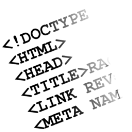 <!DOCTYPE
<HTML>
<HEAD>
<TITLE>RA
<LINK REV
<META NAM